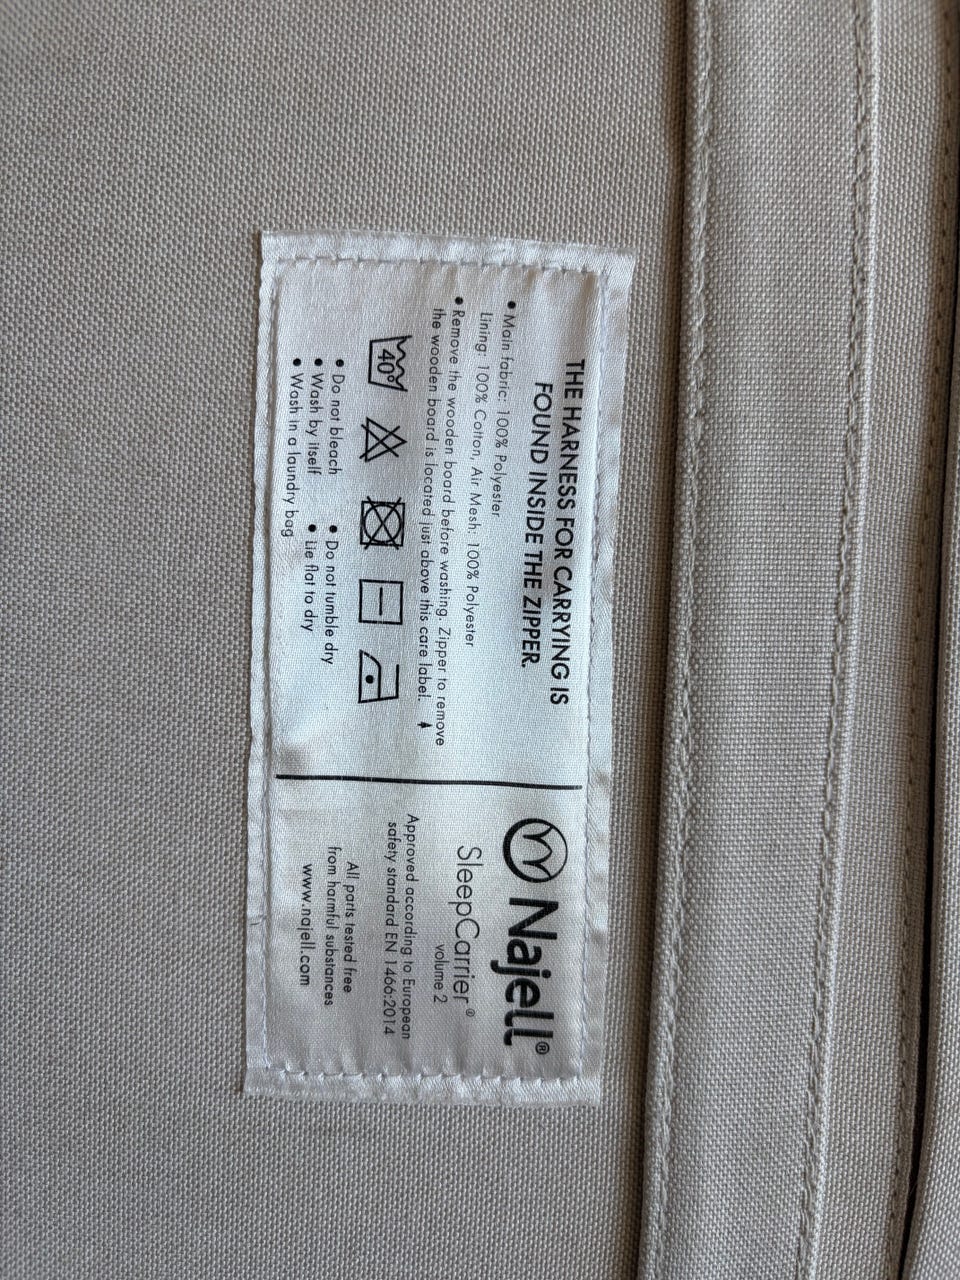 THE HARNESS FOR CARRYING IS
FOUND INSIDE THE ZIPPER.
• Main fabric: 100% Polyester
Lining: 100% Cotton, Air Mesh: 100% Polyester
• Remove the wooden board before washing. Zipper to remove
the wooden board is located just above this care label.
40°
• Do not bleach
• Wash by itself
• Wash in a laundry bag
• Do not tumble dry
• Lie flat to dry
Najell®
SleepCarrier®
volume 2
Approved according to European
safety standard EN 1466:2014
All parts tested free
from harmful substances
www.najell.com